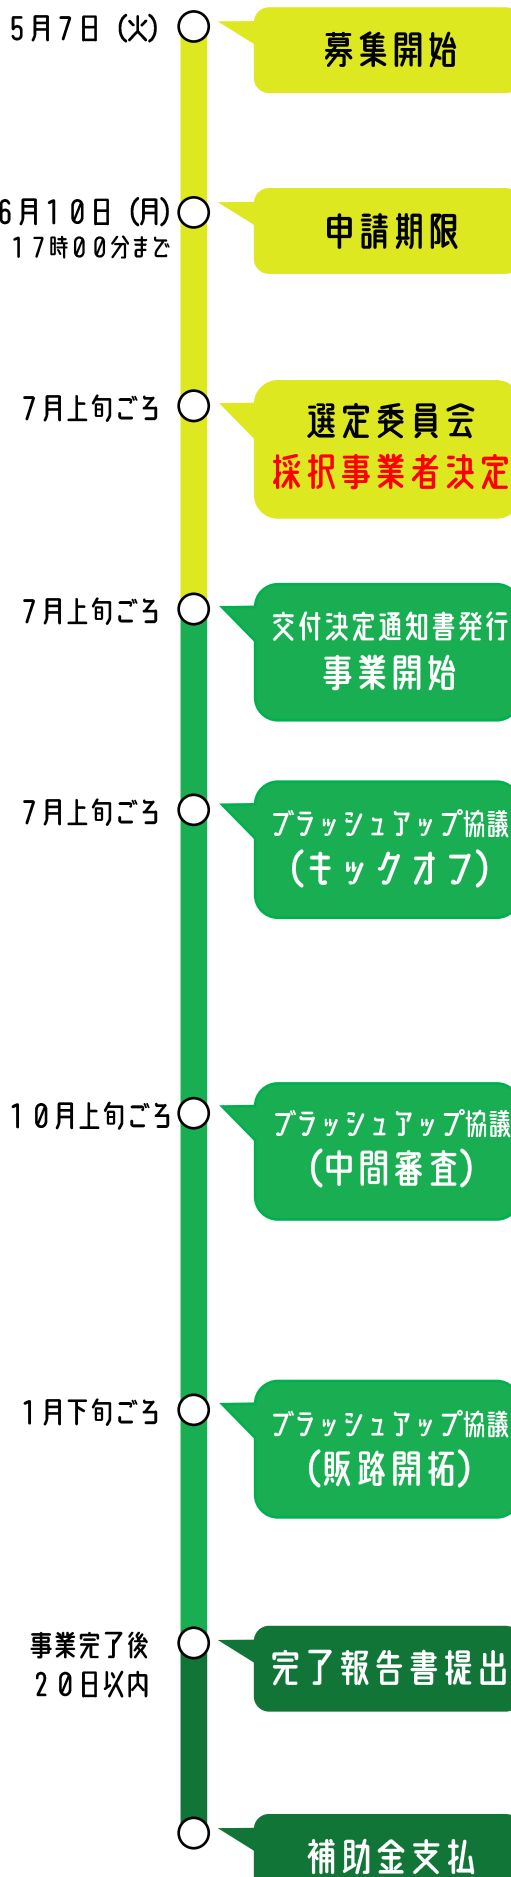 5月7日（火）
募集開始
6月10日（月）
17時00分まで
申請期限
7月上旬ごろ
選定委員会
採択事業者決定
7月上旬ごろ
交付決定通知書発行
事業開始
7月上旬ごろ
ブラッシュアップ協議
（キックオフ）
10月上旬ごろ
ブラッシュアップ協議
（中間審査）
1月下旬ごろ
ブラッシュアップ協議
（販路開拓）
事業完了後
20日以内
完了報告書提出
補助金支払